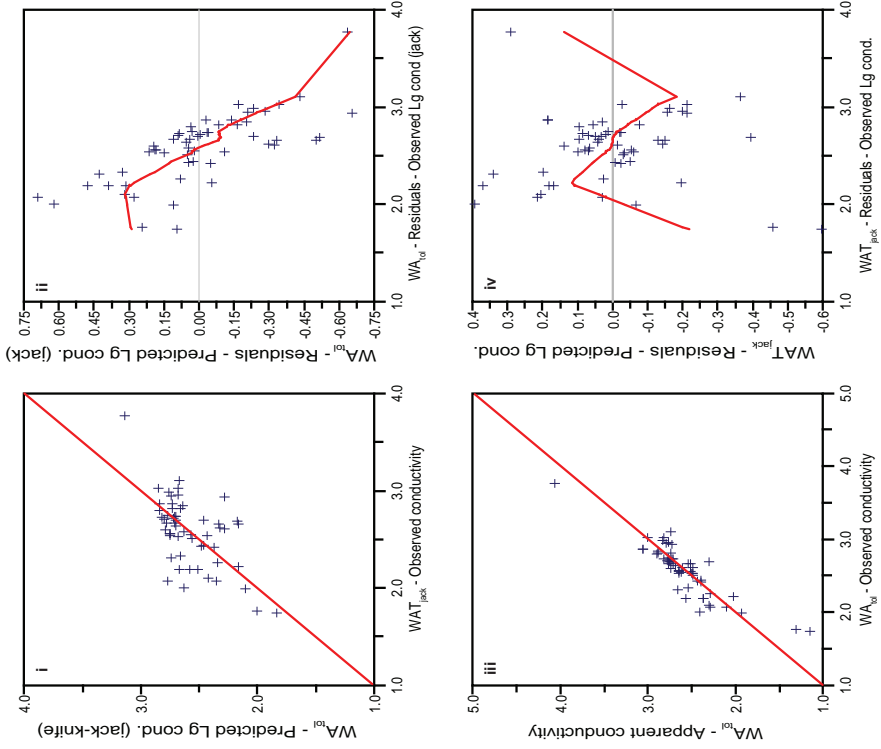 i
WA_tol - Predicted Lg cond. (jack-knife)
4.0
3.0
2.0
1.0
1.0 2.0 3.0 4.0
WAT_jack - Observed conductivity
ii
WA_tol - Residuals - Predicted Lg cond. (jack)
0.75
0.60
0.45
0.30
0.15
0.00
-0.15
-0.30
-0.45
-0.60
-0.75
1.0 2.0 3.0 4.0
WA_tol - Residuals - Observed Lg cond (jack)
iii
WA_tol - Apparent conductivity
5.0
4.0
3.0
2.0
1.0
1.0 2.0 3.0 4.0 5.0
WA_tol - Observed conductivity
iv
WAT_jack - Residuals - Predicted Lg cond.
0.4
0.3
0.2
0.1
0.0
-0.1
-0.2
-0.3
-0.4
-0.5
-0.6
1.0 2.0 3.0 4.0
WAT_jack - Residuals - Observed Lg cond.